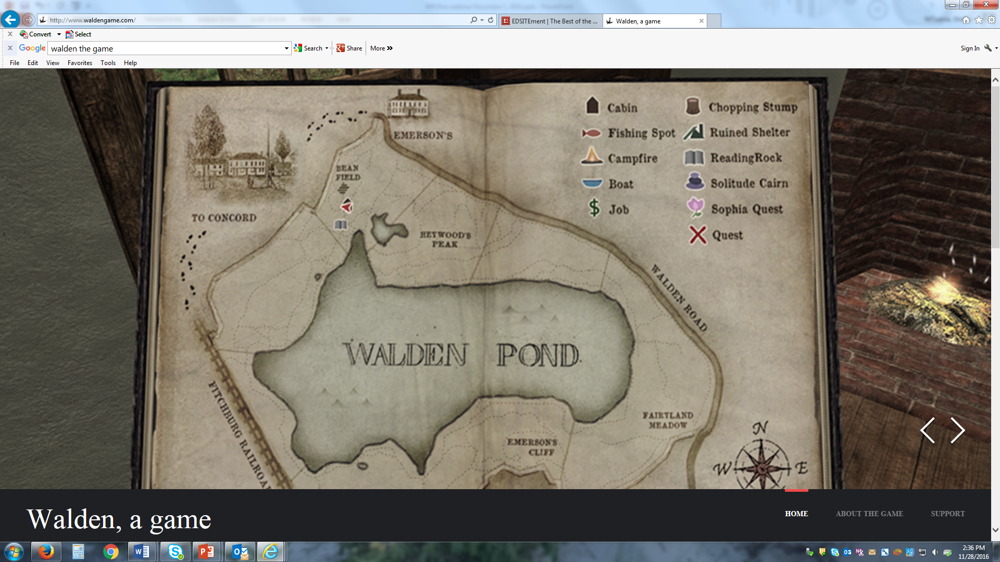 http://www.waldengame.com/
EDSITEment | The Best of the ...
Walden, a game
Convert
Select
Google
walden the game
Search
Share
More
Sign In
File Edit View Favorites Tools Help
EMERSON'S
BEAN
FIELD
TO CONCORD
HEYWOOD'S
PEAK
Cabin
Fishing Spot
Campfire
Boat
Job
Chopping Stump
Ruined Shelter
ReadingRock
Solitude Cairn
Sophia Quest
Quest
WALDEN ROAD
WALDEN POND.
FITCHBURG RAILROAD
FAIRYLAND
MEADOW
EMERSON'S
CLIFF
N
W
E
Walden, a game
HOME
ABOUT THE GAME
SUPPORT
2:36 PM
11/28/2016